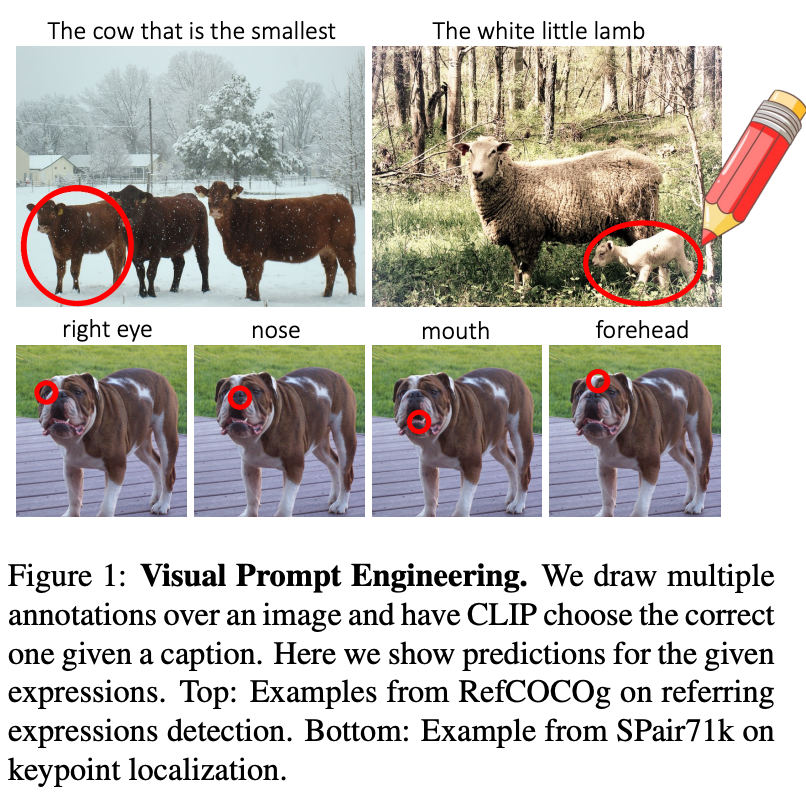 The cow that is the smallest
The white little lamb
right eye
nose
mouth
forehead
Figure 1: Visual Prompt Engineering. We draw multiple
annotations over an image and have CLIP choose the correct
one given a caption. Here we show predictions for the given
expressions. Top: Examples from RefCOCOg on referring
expressions detection. Bottom: Example from SPair71k on
keypoint localization.